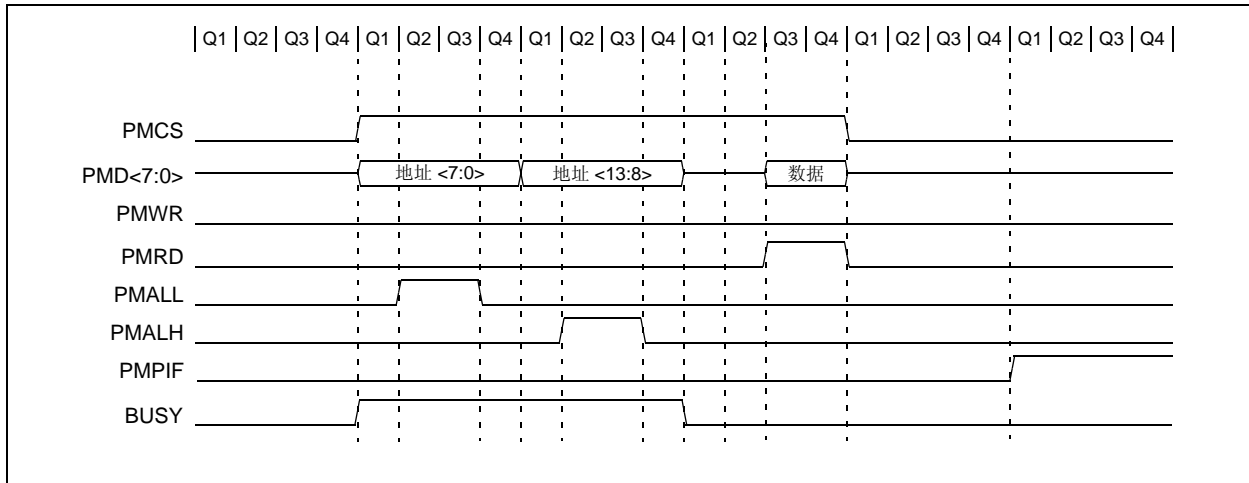 Q1 Q2 Q3 Q4 Q1 Q2 Q3 Q4 Q1 Q2 Q3 Q4 Q1 Q2 Q3 Q4 Q1 Q2 Q3 Q4 Q1 Q2 Q3 Q4
PMCS
PMD<7:0> 地址 <7:0> 地址 <13:8> 数据
PMWR
PMRD
PMALL
PMALH
PMPIF
BUSY